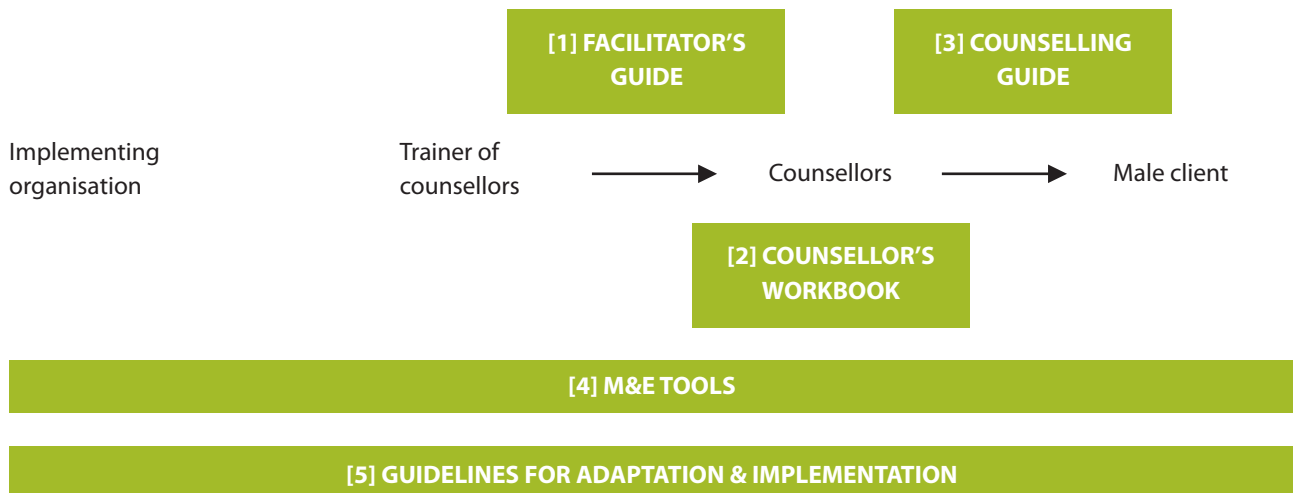 [1] FACILITATOR’S
GUIDE
[3] COUNSELLING
GUIDE
Implementing
organisation
Trainer of
counsellors
Counsellors
Male client
[2] COUNSELLOR’S
WORKBOOK
[4] M&E TOOLS
[5] GUIDELINES FOR ADAPTATION & IMPLEMENTATION